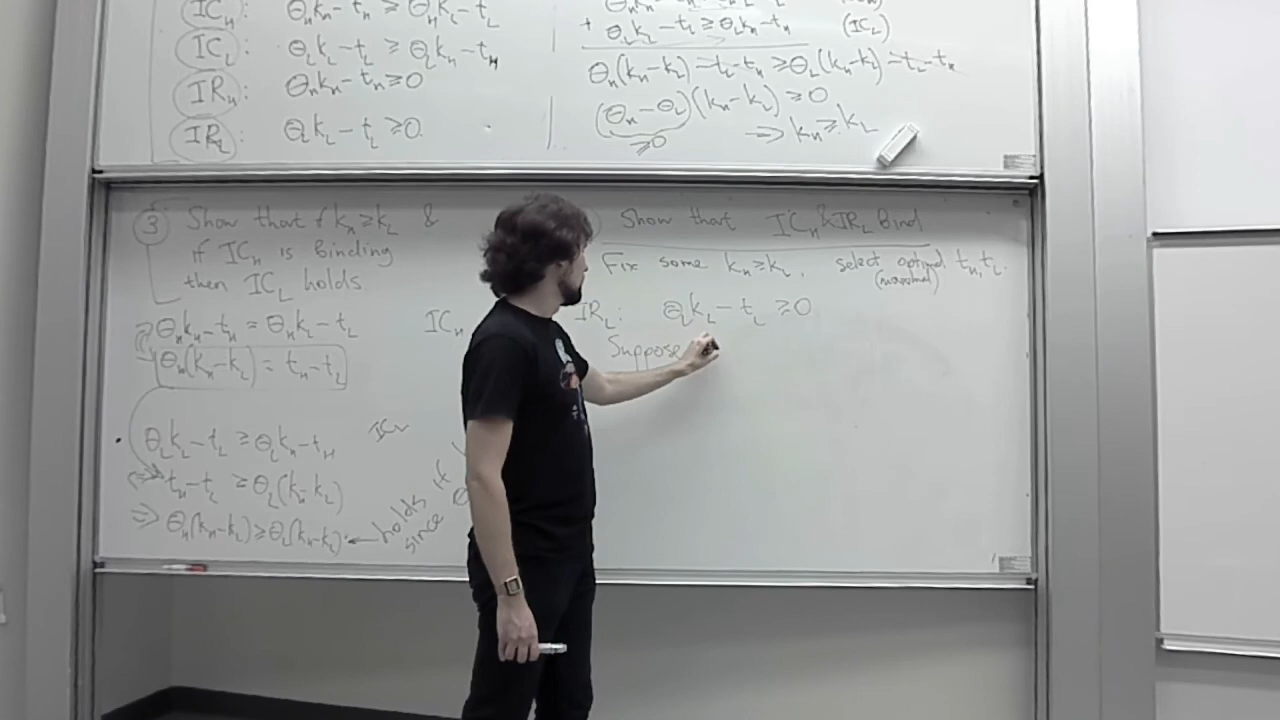 IC_H: θ_H k_H - t_H ≥ θ_H k_L - t_L
IC_L: θ_L k_L - t_L ≥ θ_L k_H - t_H
IR_H: θ_H k_H - t_H ≥ 0
IR_L: θ_L k_L - t_L ≥ 0.
+ θ_L k_L - t_L ≥ θ_L k_H - t_H (IC_L)
θ_H(k_H - k_L) - t_L - t_H ≥ θ_L(k_H - k_L) - t_L - t_H
(θ_H - θ_L)(k_H - k_L) ≥ 0
≥0 ⇒ k_H ≥ k_L
③ Show that if k_H ≥ k_L &
if IC_H is Binding
then IC_L holds.
θ_H k_H - t_H = θ_H k_L - t_L IC_H
θ_H(k_H - k_L) = t_H - t_L
θ_L k_L - t_L ≥ θ_L k_H - t_H IC_L
t_H - t_L ≥ θ_L(k_H - k_L)
⇒ θ_H(k_H - k_L) ≥ θ_L(k_H - k_L). ← holds
since
Show that IC_H & IR_L Bind
Fix some k_H ≥ k_L, select optimal t_H, t_L.
(maximal)
IR_L: θ_L k_L - t_L ≥ 0
Suppose